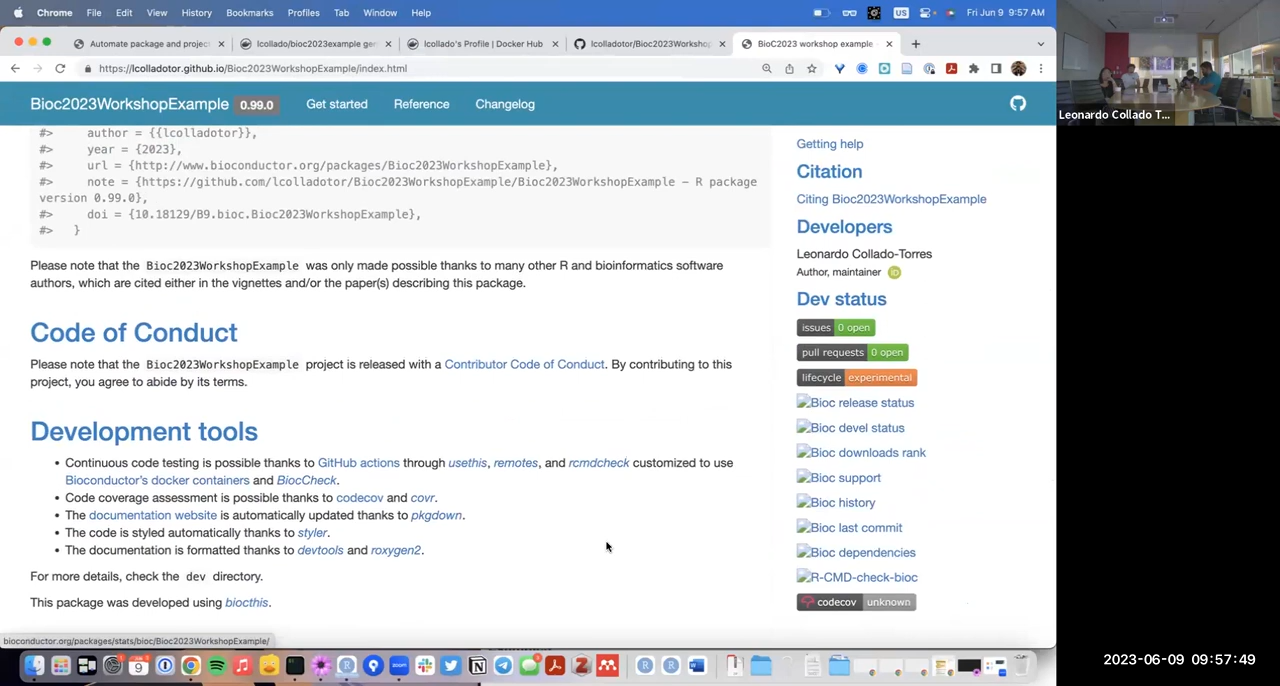 Chrome File Edit View History Bookmarks Profiles Tab Window Help US Fri Jun 9 9:57 AM
Automate package and project lcollado/bioc2023example ge lcollado's Profile | Docker Hub lcolladotor/Bioc2023Workshop BioC2023 workshop example
https://lcolladotor.github.io/Bioc2023WorkshopExample/index.html
Bioc2023WorkshopExample 0.99.0 Get started Reference Changelog
Leonardo Collado T...
#> author = {{lcolladotor}},
#> year = {2023},
#> url = {http://www.bioconductor.org/packages/Bioc2023WorkshopExample},
#> note = {https://github.com/lcolladotor/Bioc2023WorkshopExample/Bioc2023WorkshopExample – R package
version 0.99.0},
#> doi = {10.18129/B9.bioc.Bioc2023WorkshopExample},
#> }
Please note that the Bioc2023WorkshopExample was only made possible thanks to many other R and bioinformatics software
authors, which are cited either in the vignettes and/or the paper(s) describing this package.
Code of Conduct
Please note that the Bioc2023WorkshopExample project is released with a Contributor Code of Conduct. By contributing to this
project, you agree to abide by its terms.
Development tools
• Continuous code testing is possible thanks to GitHub actions through usethis, remotes, and rcmdcheck customized to use
Bioconductor's docker containers and BiocCheck.
• Code coverage assessment is possible thanks to codecov and covr.
• The documentation website is automatically updated thanks to pkgdown.
• The code is styled automatically thanks to styler.
• The documentation is formatted thanks to devtools and roxygen2.
For more details, check the dev directory.
This package was developed using biocthis.
Getting help
Citation
Citing Bioc2023WorkshopExample
Developers
Leonardo Collado-Torres
Author, maintainer iD
Dev status
issues 0 open
pull requests 0 open
lifecycle experimental
Bioc release status
Bioc devel status
Bioc downloads rank
Bioc support
Bioc history
Bioc last commit
Bioc dependencies
R-CMD-check-bioc
codecov unknown
bioconductor.org/packages/stats/bioc/Bioc2023WorkshopExample/
2023-06-09 09:57:49